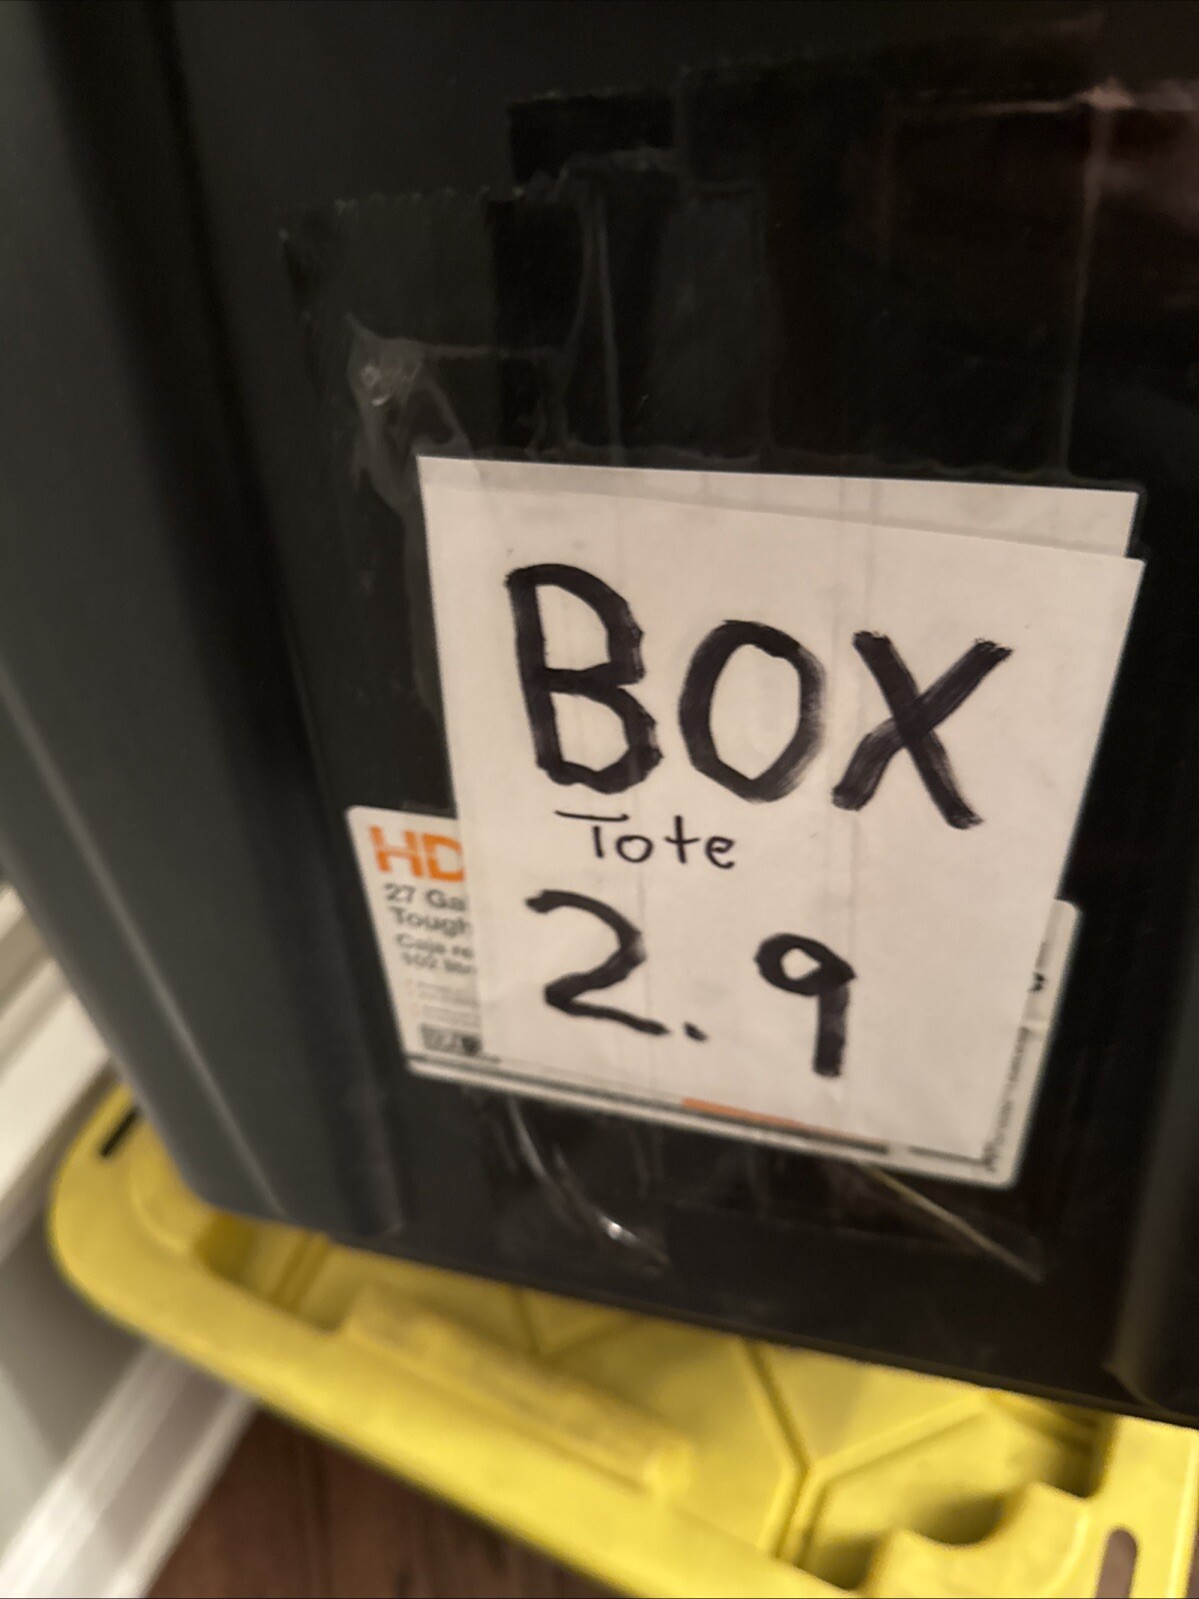 BOX
Tote
2.9
HD
27 Ga
Tough